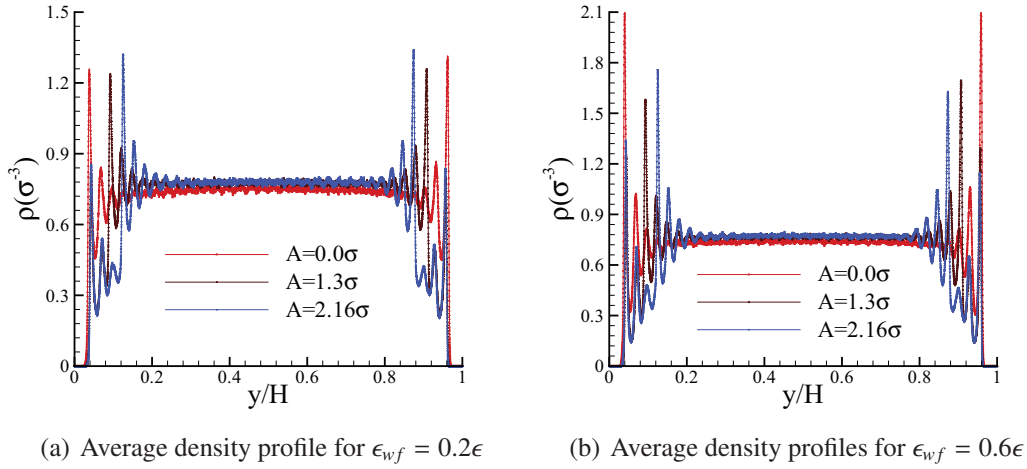 1.5
1.2
0.9
0.6
0.3
0
ρ(σ⁻³)
A=0.0σ
A=1.3σ
A=2.16σ
0 0.2 0.4 0.6 0.8 1
y/H
2.1
1.8
1.5
1.2
0.9
0.6
0.3
0
ρ(σ⁻³)
A=0.0σ
A=1.3σ
A=2.16σ
0 0.2 0.4 0.6 0.8 1
y/H
(a) Average density profile for ϵ_wf = 0.2ϵ
(b) Average density profiles for ϵ_wf = 0.6ϵ